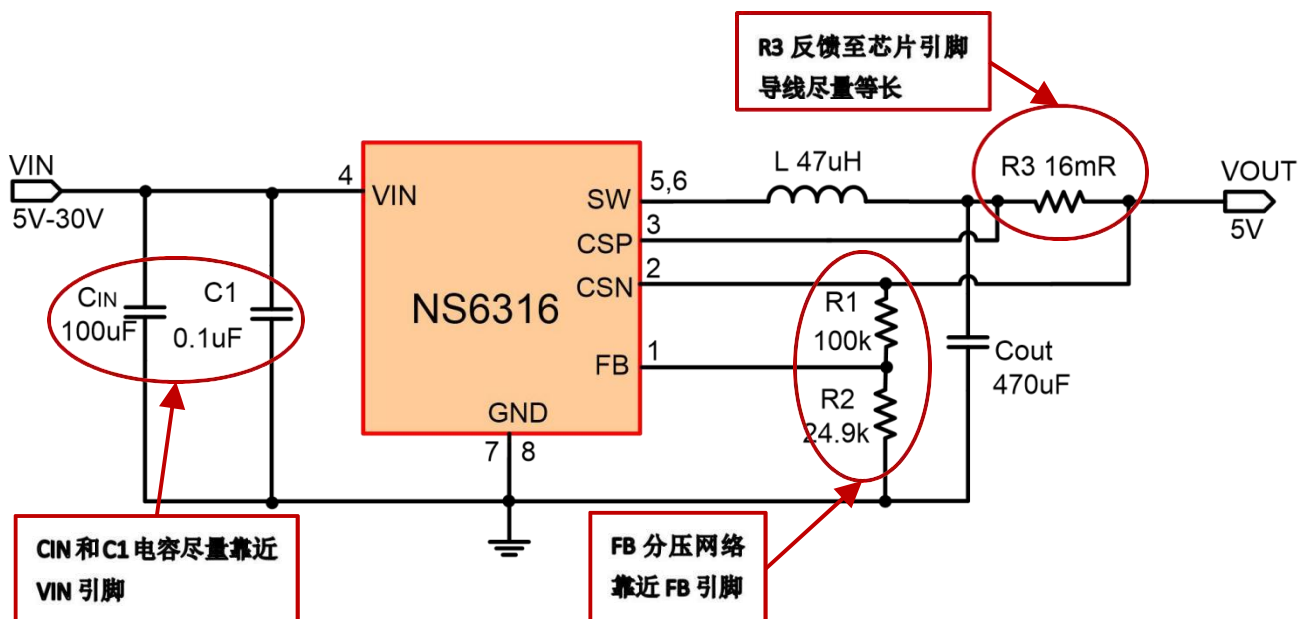 R3 反馈至芯片引脚
导线尽量等长
VIN
5V-30V
4
VIN
SW
5,6
L 47uH
R3 16mR
VOUT
5V
CSP
3
CSN
2
CIN
100uF
C1
0.1uF
NS6316
R1
100k
FB
1
Cout
470uF
R2
24.9k
GND
7
8
CIN 和 C1 电容尽量靠近
VIN 引脚
FB 分压网络
靠近 FB 引脚